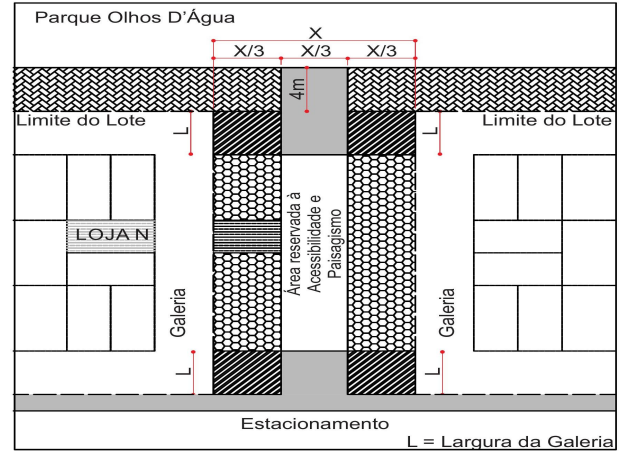 Parque Olhos D'Água
X
X/3 X/3 X/3
4m
Limite do Lote
Limite do Lote
L
L
LOJA N
Área reservada à
Acessibilidade e
Paisagismo
Galeria
Galeria
L
L
Estacionamento
L = Largura da Galeria